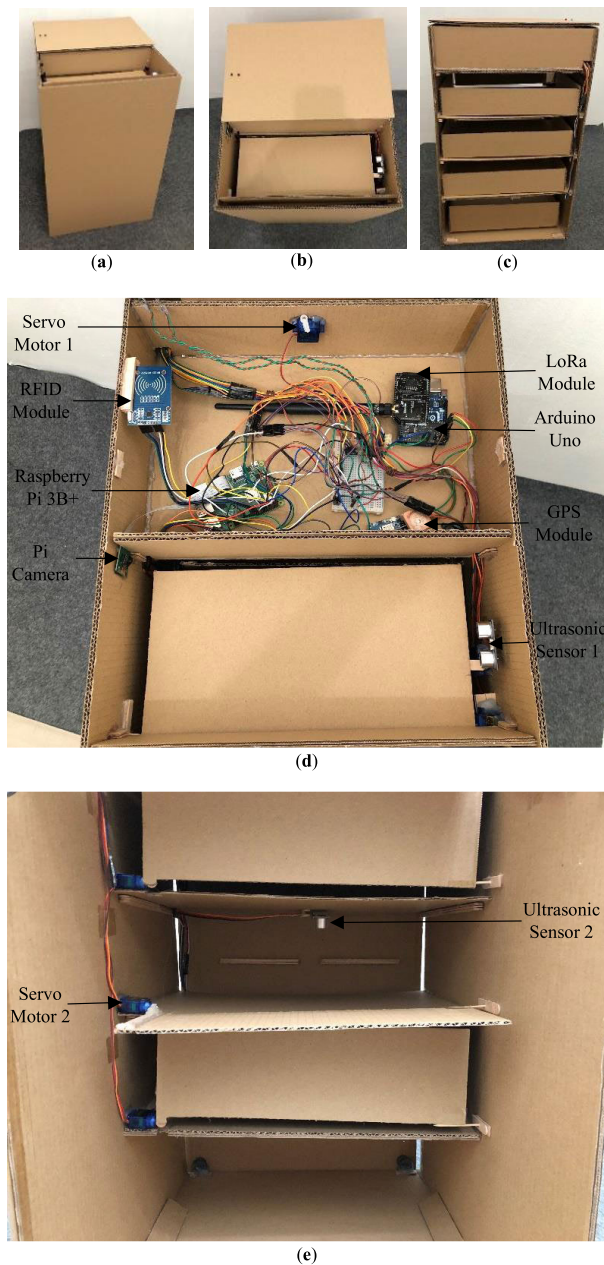 (a)
(b)
(c)
Servo
Motor 1
RFID
Module
Raspberry
Pi 3B+
Pi
Camera
LoRa
Module
Arduino
Uno
GPS
Module
Ultrasonic
Sensor 1
(d)
Ultrasonic
Sensor 2
Servo
Motor 2
(e)